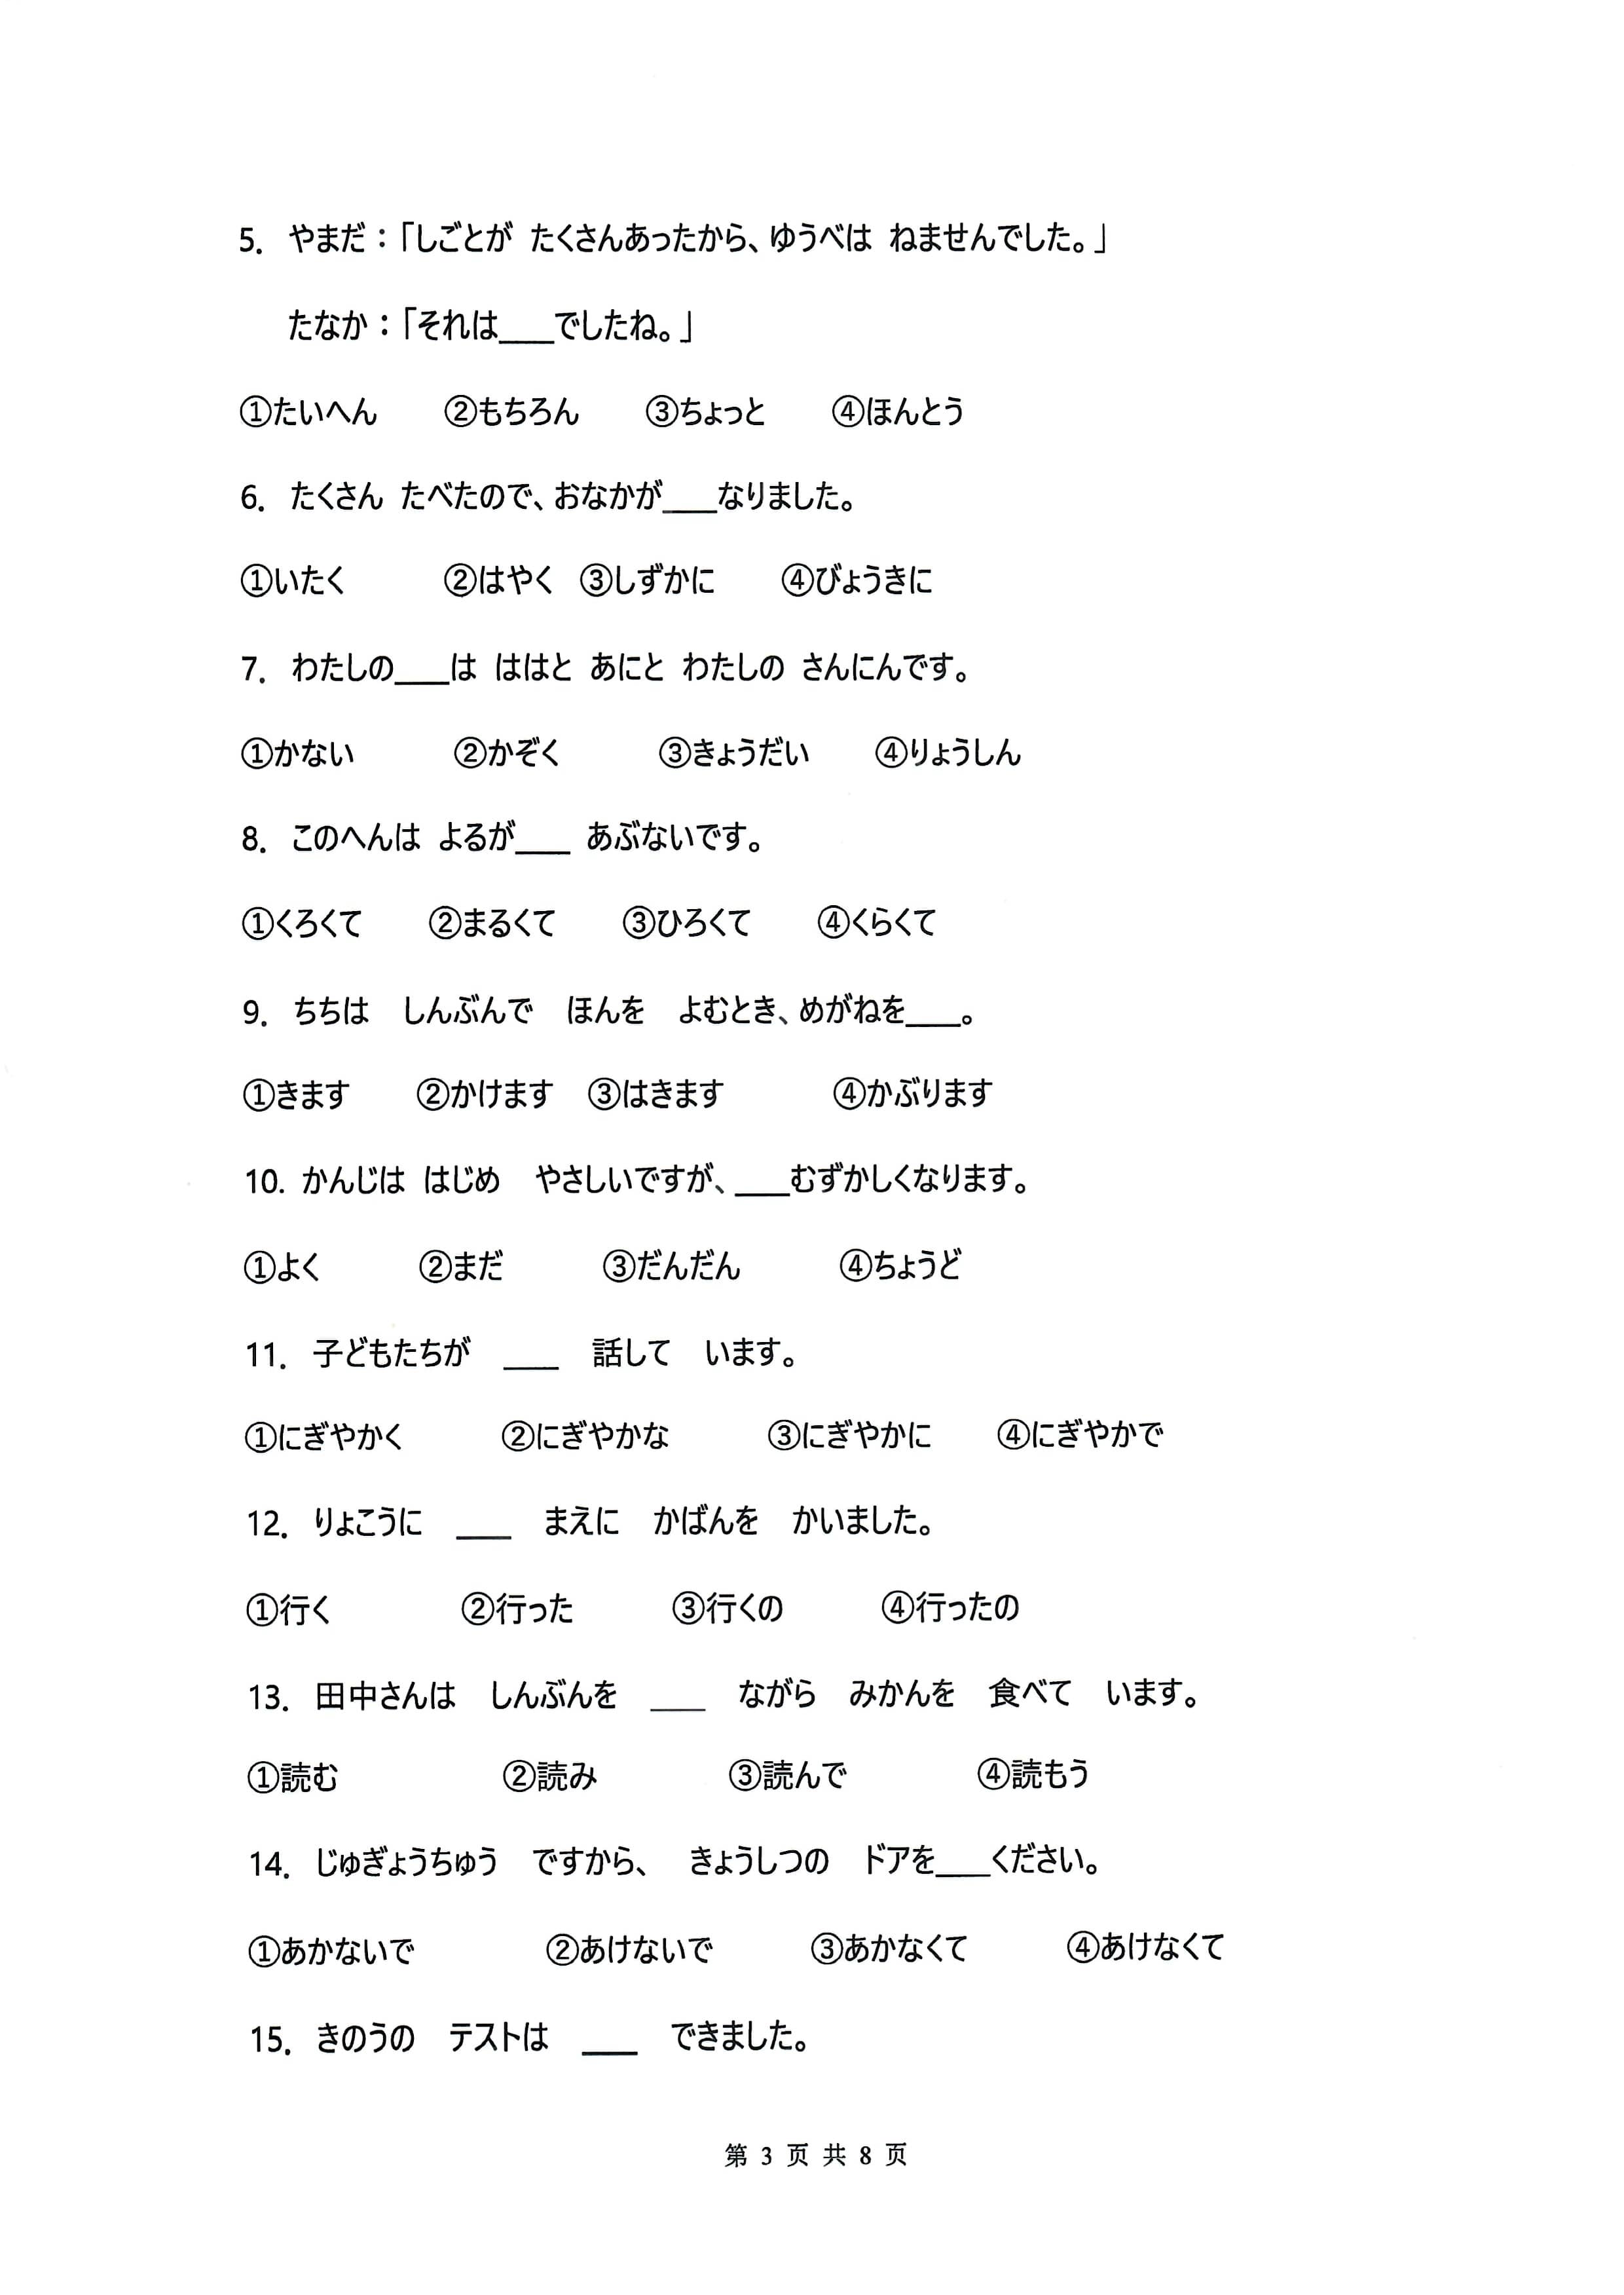 5. やまだ：「しごとが たくさんあったから、ゆうべは ねませんでした。」
たなか：「それは____でしたね。」
①たいへん ②もちろん ③ちょっと ④ほんとう
6. たくさん たべたので、おなかが____なりました。
①いたく ②はやく ③しずかに ④びょうきに
7. わたしの____は ははと あにと わたしの さんにんです。
①かない ②かぞく ③きょうだい ④りょうしん
8. このへんは よるが____ あぶないです。
①くろくて ②まるくて ③ひろくて ④くらくて
9. ちちは しんぶんで ほんを よむとき、めがねを____。
①きます ②かけます ③はきます ④かぶります
10. かんじは はじめ やさしいですが、____むずかしくなります。
①よく ②まだ ③だんだん ④ちょうど
11. 子どもたちが ____ 話して います。
①にぎやかく ②にぎやかな ③にぎやかに ④にぎやかで
12. りょこうに ____ まえに かばんを かいました。
①行く ②行った ③行くの ④行ったの
13. 田中さんは しんぶんを ____ ながら みかんを 食べて います。
①読む ②読み ③読んで ④読もう
14. じゅぎょうちゅう ですから、 きょうしつの ドアを____ください。
①あかないで ②あけないで ③あかなくて ④あけなくて
15. きのうの テストは ____ できました。
第 3 页 共 8 页